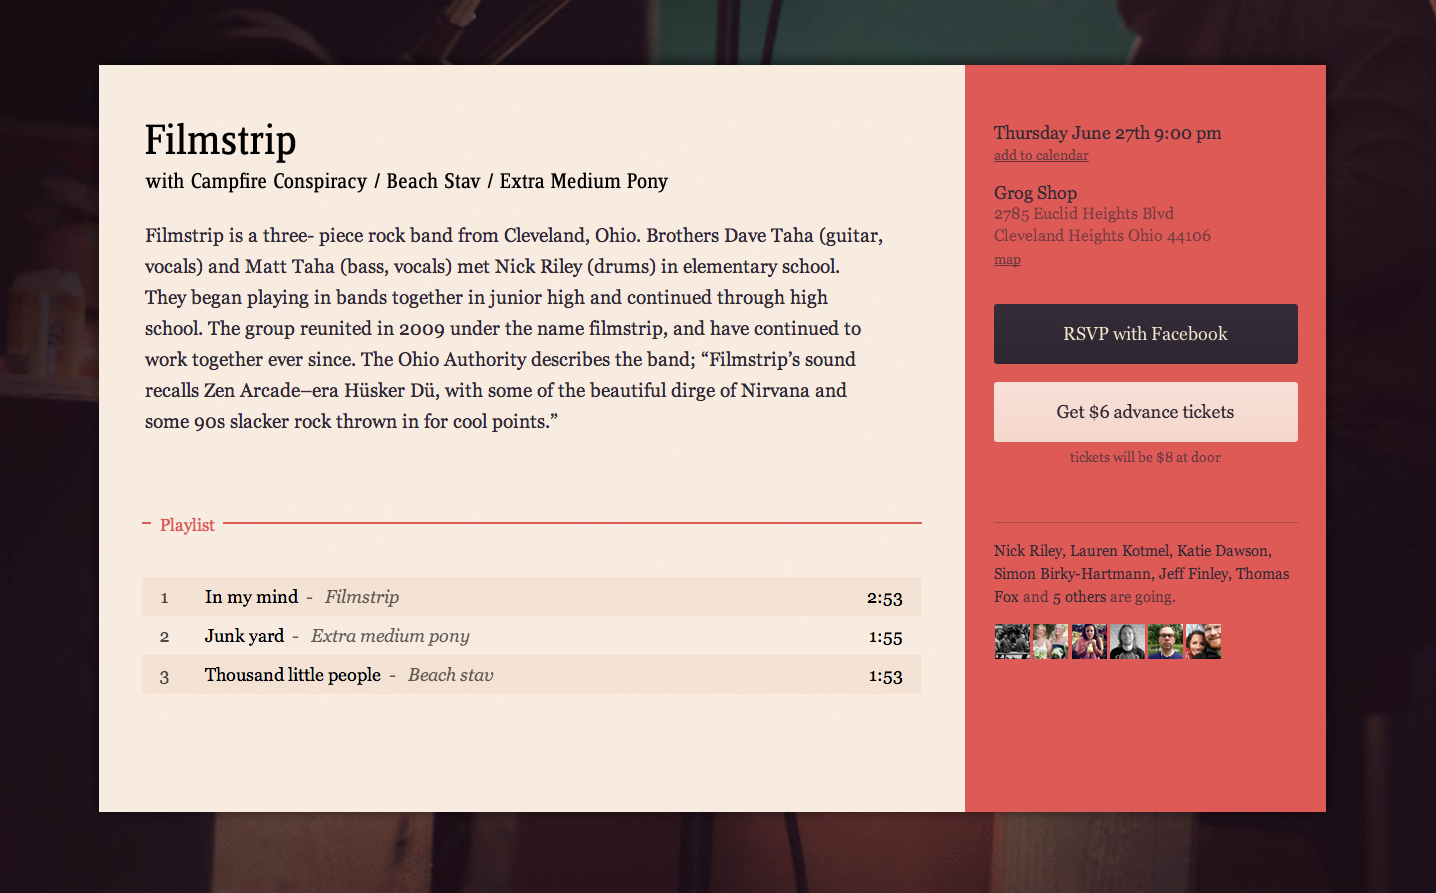 Filmstrip
with Campfire Conspiracy / Beach Stav / Extra Medium Pony
Filmstrip is a three- piece rock band from Cleveland, Ohio. Brothers Dave Taha (guitar,
vocals) and Matt Taha (bass, vocals) met Nick Riley (drums) in elementary school.
They began playing in bands together in junior high and continued through high
school. The group reunited in 2009 under the name filmstrip, and have continued to
work together ever since. The Ohio Authority describes the band; “Filmstrip’s sound
recalls Zen Arcade–era Hüsker Dü, with some of the beautiful dirge of Nirvana and
some 90s slacker rock thrown in for cool points.”
Playlist
1 In my mind - Filmstrip 2:53
2 Junk yard - Extra medium pony 1:55
3 Thousand little people - Beach stav 1:53
Thursday June 27th 9:00 pm
add to calendar
Grog Shop
2785 Euclid Heights Blvd
Cleveland Heights Ohio 44106
map
RSVP with Facebook
Get $6 advance tickets
tickets will be $8 at door
Nick Riley, Lauren Kotmel, Katie Dawson,
Simon Birky-Hartmann, Jeff Finley, Thomas
Fox and 5 others are going.